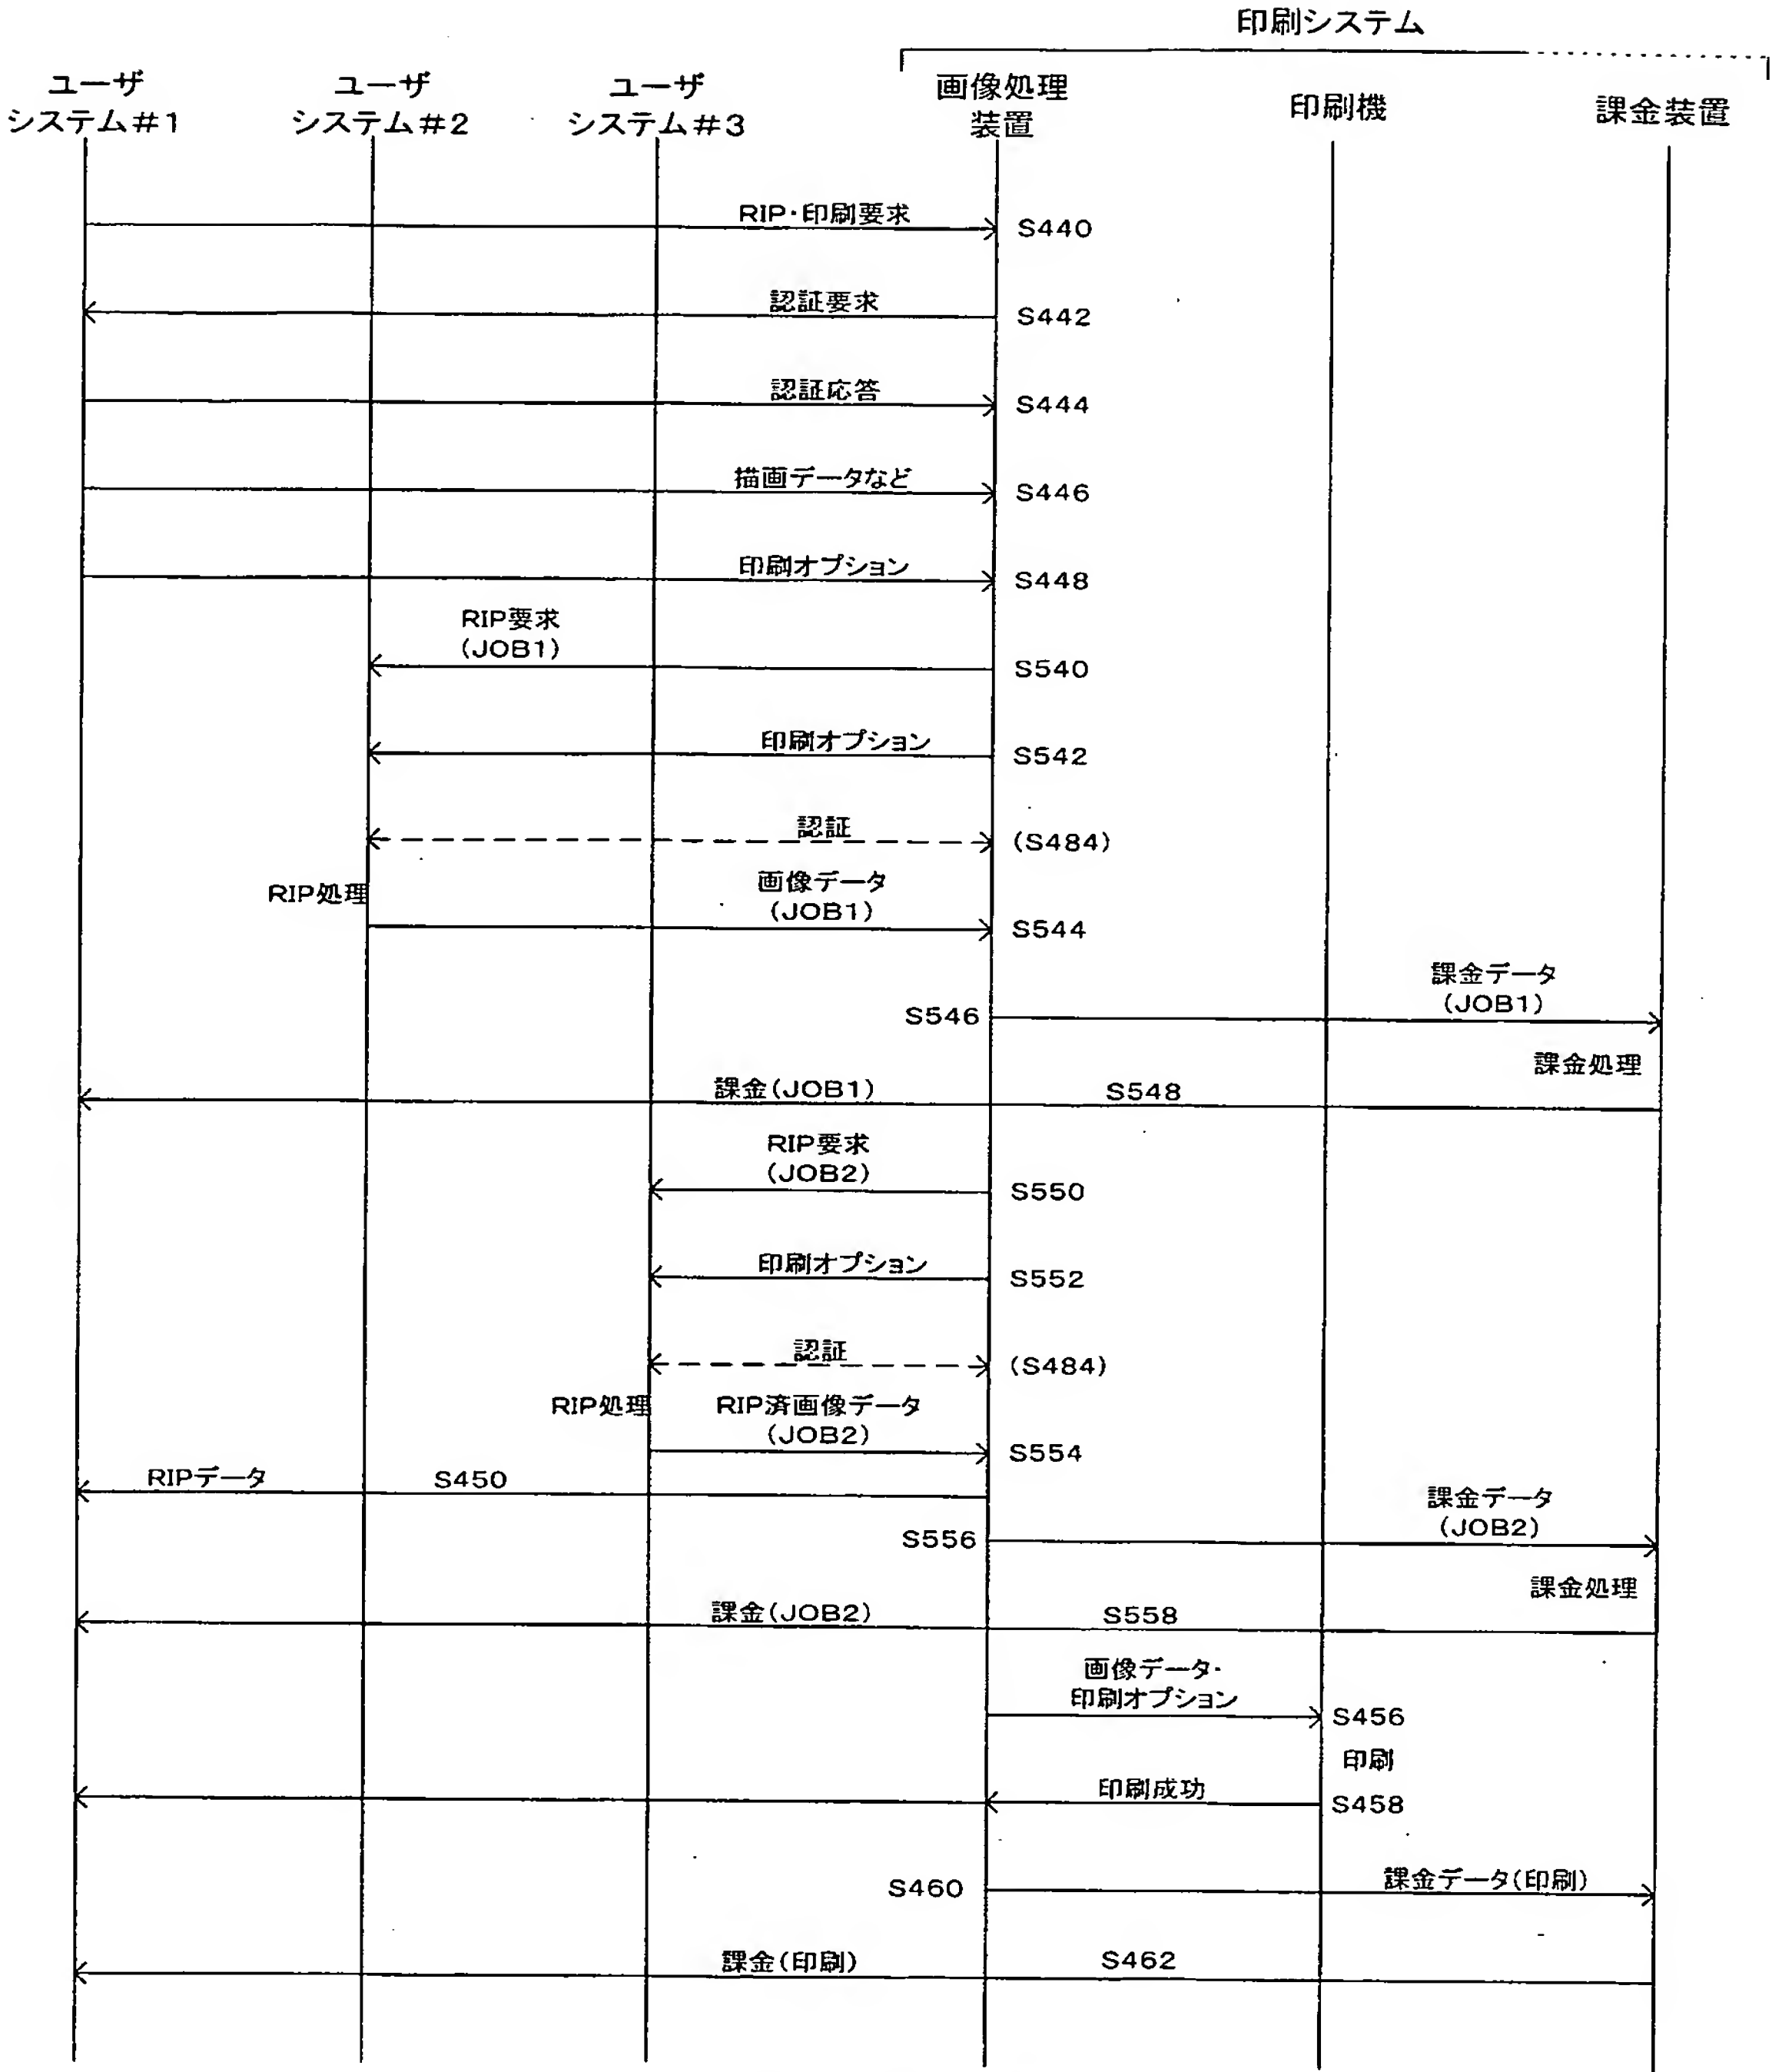 印刷システム
ユーザ
システム#1
ユーザ
システム#2
ユーザ
システム#3
画像処理
装置
印刷機
課金装置
RIP・印刷要求
S440
認証要求
S442
認証応答
S444
描画データなど
S446
印刷オプション
S448
RIP要求
(JOB1)
S540
印刷オプション
S542
認証
(S484)
RIP処理
画像データ
(JOB1)
S544
課金データ
(JOB1)
S546
課金処理
課金(JOB1)
S548
RIP要求
(JOB2)
S550
印刷オプション
S552
認証
(S484)
RIP処理
RIP済画像データ
(JOB2)
S554
RIPデータ
S450
課金データ
(JOB2)
S556
課金処理
課金(JOB2)
S558
画像データ・
印刷オプション
S456
印刷
印刷成功
S458
S460
課金データ(印刷)
課金(印刷)
S462